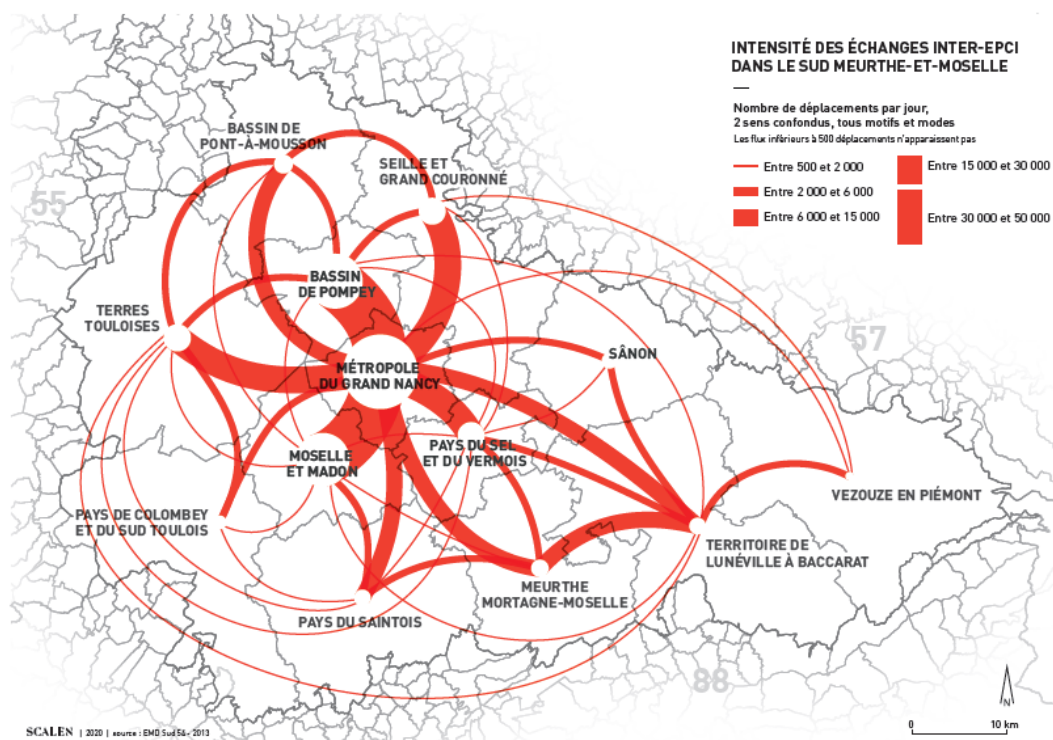 INTENSITÉ DES ÉCHANGES INTER-EPCI
DANS LE SUD MEURTHE-ET-MOSELLE
Nombre de déplacements par jour,
2 sens confondus, tous motifs et modes
Les flux inférieurs à 500 déplacements n'apparaissent pas
Entre 500 et 2 000
Entre 2 000 et 6 000
Entre 6 000 et 15 000
Entre 15 000 et 30 000
Entre 30 000 et 50 000
BASSIN DE
PONT-À-MOUSSON
SEILLE ET
GRAND COURONNÉ
55
BASSIN
DE POMPEY
TERRES
TOULOISES
57
SÂNON
MÉTROPOLE
DU GRAND NANCY
MOSELLE
ET MADON
PAYS DU SEL
ET DU VERMOIS
VEZOUZE EN PIÉMONT
PAYS DE COLOMBEY
ET DU SUD TOULOIS
TERRITOIRE DE
LUNÉVILLE À BACCARAT
MEURTHE
MORTAGNE-MOSELLE
PAYS DU SAINTOIS
88
N
0 10 km
SCALEN | 2020 | source : EMD Sud 54 - 2013